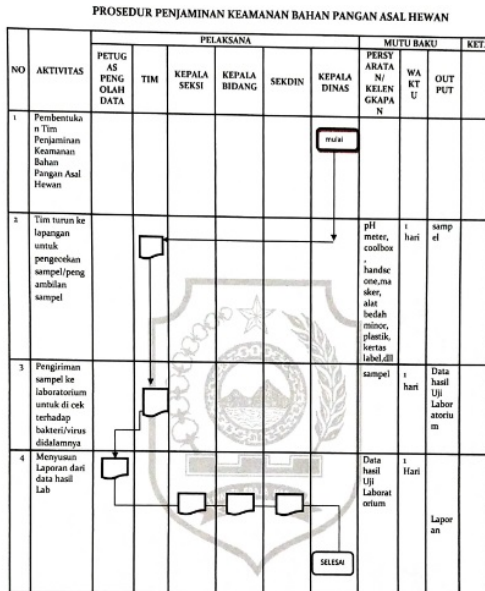 PROSEDUR PENJAMINAN KEAMANAN BAHAN PANGAN ASAL HEWAN
PELAKSANA
MUTU BAKU
KET.
NO
AKTIVITAS
PETUG
AS
PENG
OLAH
DATA
TIM
KEPALA
SEKSI
KEPALA
BIDANG
SEKDIN
KEPALA
DINAS
PERSY
ARATA
N/
KELEN
GKAPA
N
WA
KT
U
OUT
PUT
1
Pembentuka
n Tim
Penjaminan
Keamanan
Bahan
Pangan Asal
Hewan
mulai
2
Tim turun ke
lapangan
untuk
pengecekan
sampel/peng
ambilan
sampel
pH
meter,
coolbox
,
handsc
one,ma
sker,
alat
bedah
minor,
plastik,
kertas
label,dll
1
hari
samp
el
3
Pengiriman
sampel ke
laboratorium
untuk di cek
terhadap
bakteri/virus
didalamnya
sampel
1
hari
Data
hasil
Uji
Labor
atoriu
m
4
Menyusun
Laporan dari
data hasil
Lab
Data
hasil
Uji
Laborat
orium
1
Hari
Lapor
an
SELESAI